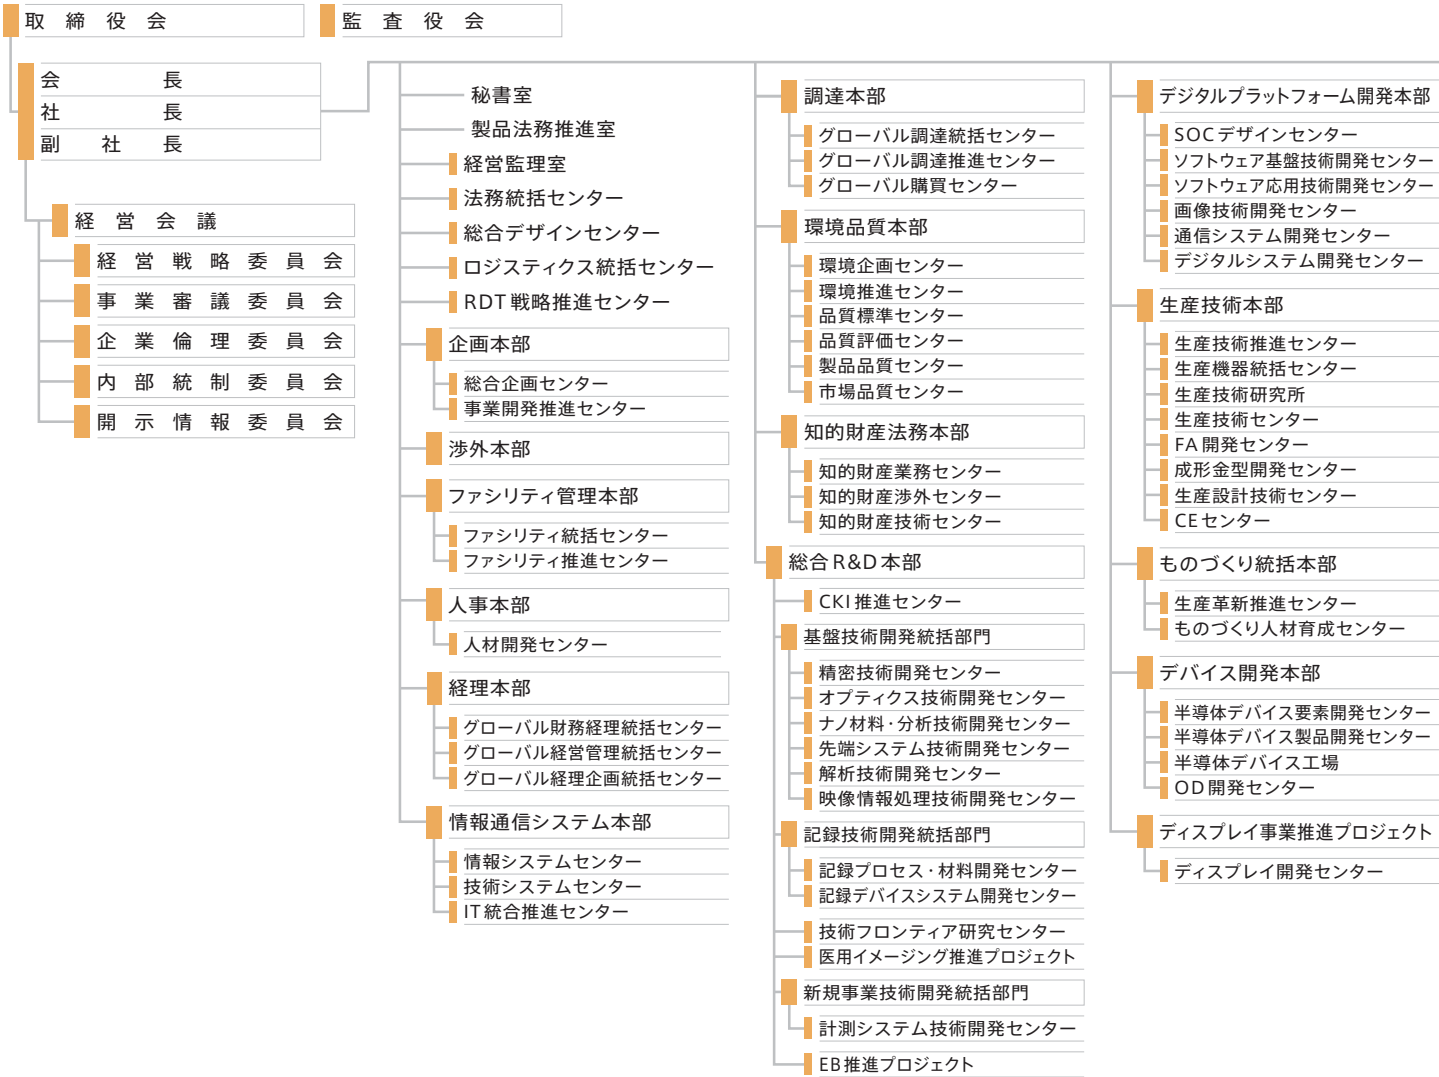 取締役会
監査役会
会長
社長
副社長
経営会議
経営戦略委員会
事業審議委員会
企業倫理委員会
内部統制委員会
開示情報委員会
秘書室
製品法務推進室
経営監理室
法務統括センター
総合デザインセンター
ロジスティクス統括センター
RDT戦略推進センター
企画本部
総合企画センター
事業開発推進センター
渉外本部
ファシリティ管理本部
ファシリティ統括センター
ファシリティ推進センター
人事本部
人材開発センター
経理本部
グローバル財務経理統括センター
グローバル経営管理統括センター
グローバル経理企画統括センター
情報通信システム本部
情報システムセンター
技術システムセンター
IT統合推進センター
調達本部
グローバル調達統括センター
グローバル調達推進センター
グローバル購買センター
環境品質本部
環境企画センター
環境推進センター
品質標準センター
品質評価センター
製品品質センター
市場品質センター
知的財産法務本部
知的財産業務センター
知的財産渉外センター
知的財産技術センター
総合R&D本部
CKI推進センター
基盤技術開発統括部門
精密技術開発センター
オプティクス技術開発センター
ナノ材料・分析技術開発センター
先端システム技術開発センター
解析技術開発センター
映像情報処理技術開発センター
記録技術開発統括部門
記録プロセス・材料開発センター
記録デバイスシステム開発センター
技術フロンティア研究センター
医用イメージング推進プロジェクト
新規事業技術開発統括部門
計測システム技術開発センター
EB推進プロジェクト
デジタルプラットフォーム開発本部
SOCデザインセンター
ソフトウェア基盤技術開発センター
ソフトウェア応用技術開発センター
画像技術開発センター
通信システム開発センター
デジタルシステム開発センター
生産技術本部
生産技術推進センター
生産機器統括センター
生産技術研究所
生産技術センター
FA開発センター
成形金型開発センター
生産設計技術センター
CEセンター
ものづくり統括本部
生産革新推進センター
ものづくり人材育成センター
デバイス開発本部
半導体デバイス要素開発センター
半導体デバイス製品開発センター
半導体デバイス工場
OD開発センター
ディスプレイ事業推進プロジェクト
ディスプレイ開発センター